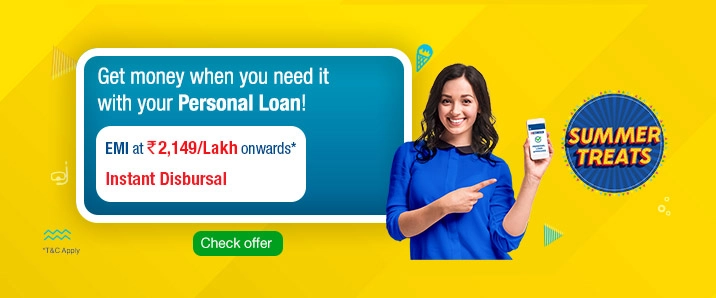 Get money when you need it
with your Personal Loan!
EMI at ₹2,149/Lakh onwards*
Instant Disbursal
SUMMER
TREATS
Check offer
*T&C Apply